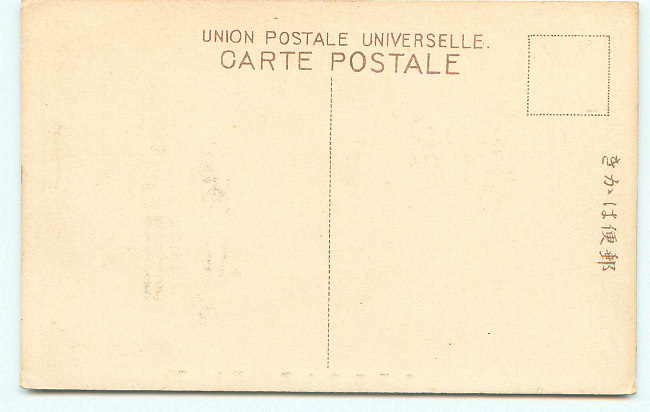 UNION POSTALE UNIVERSELLE.
CARTE POSTALE
きかは便郵